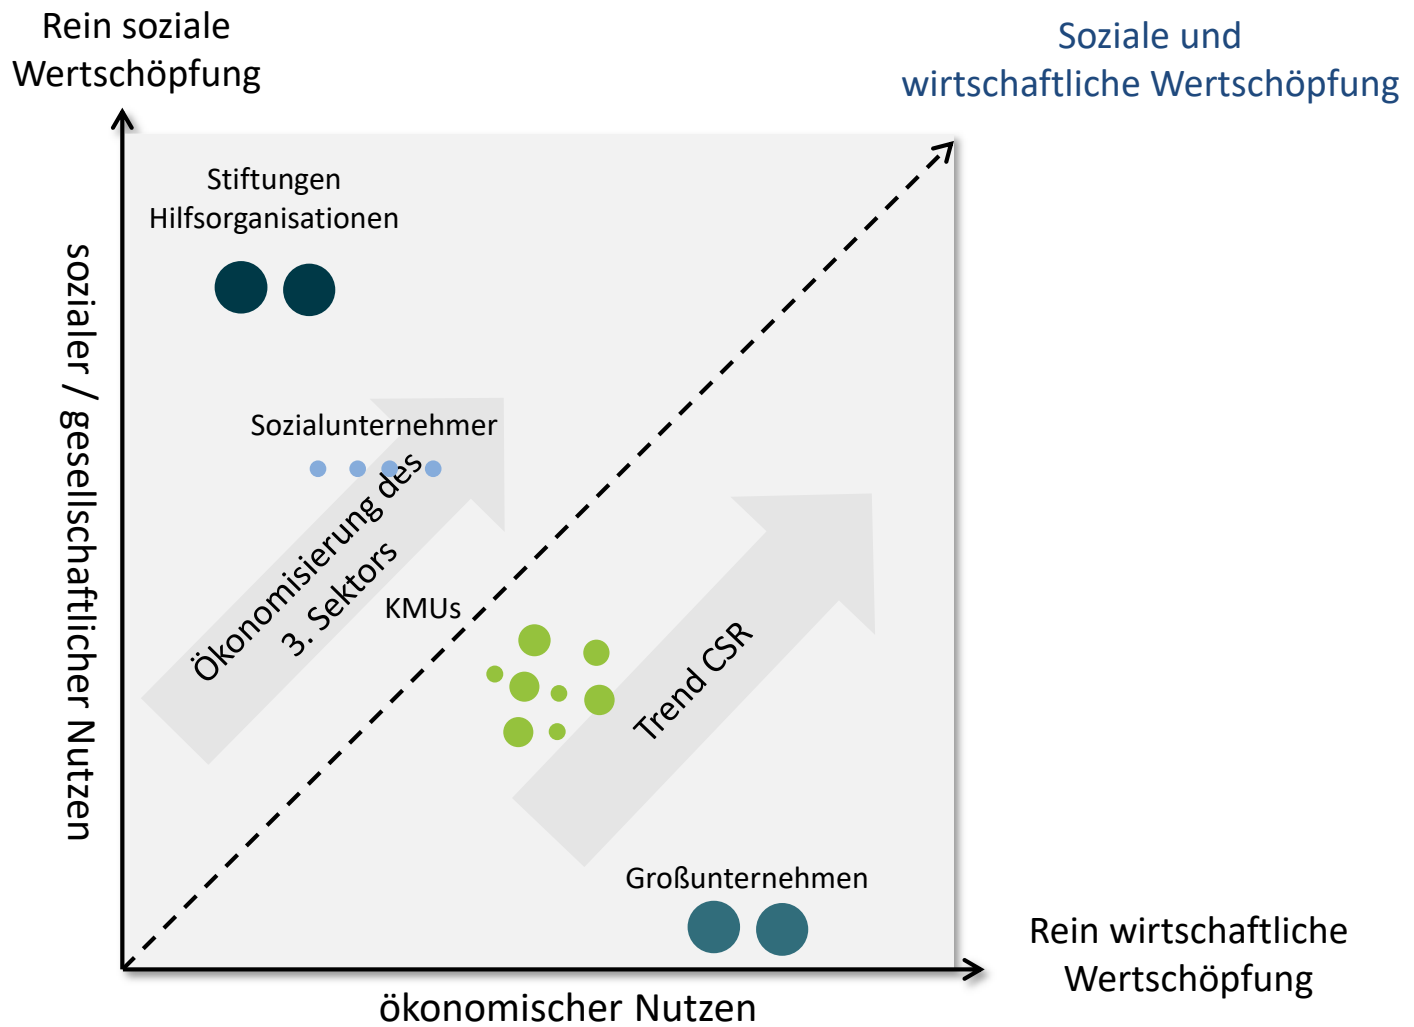 Rein soziale
Wertschöpfung
Soziale und
wirtschaftliche Wertschöpfung
Stiftungen
Hilfsorganisationen
sozialer / gesellschaftlicher Nutzen
Sozialunternehmer
Ökonomisierung des
3. Sektors
KMUs
Trend CSR
Großunternehmen
Rein wirtschaftliche
Wertschöpfung
ökonomischer Nutzen